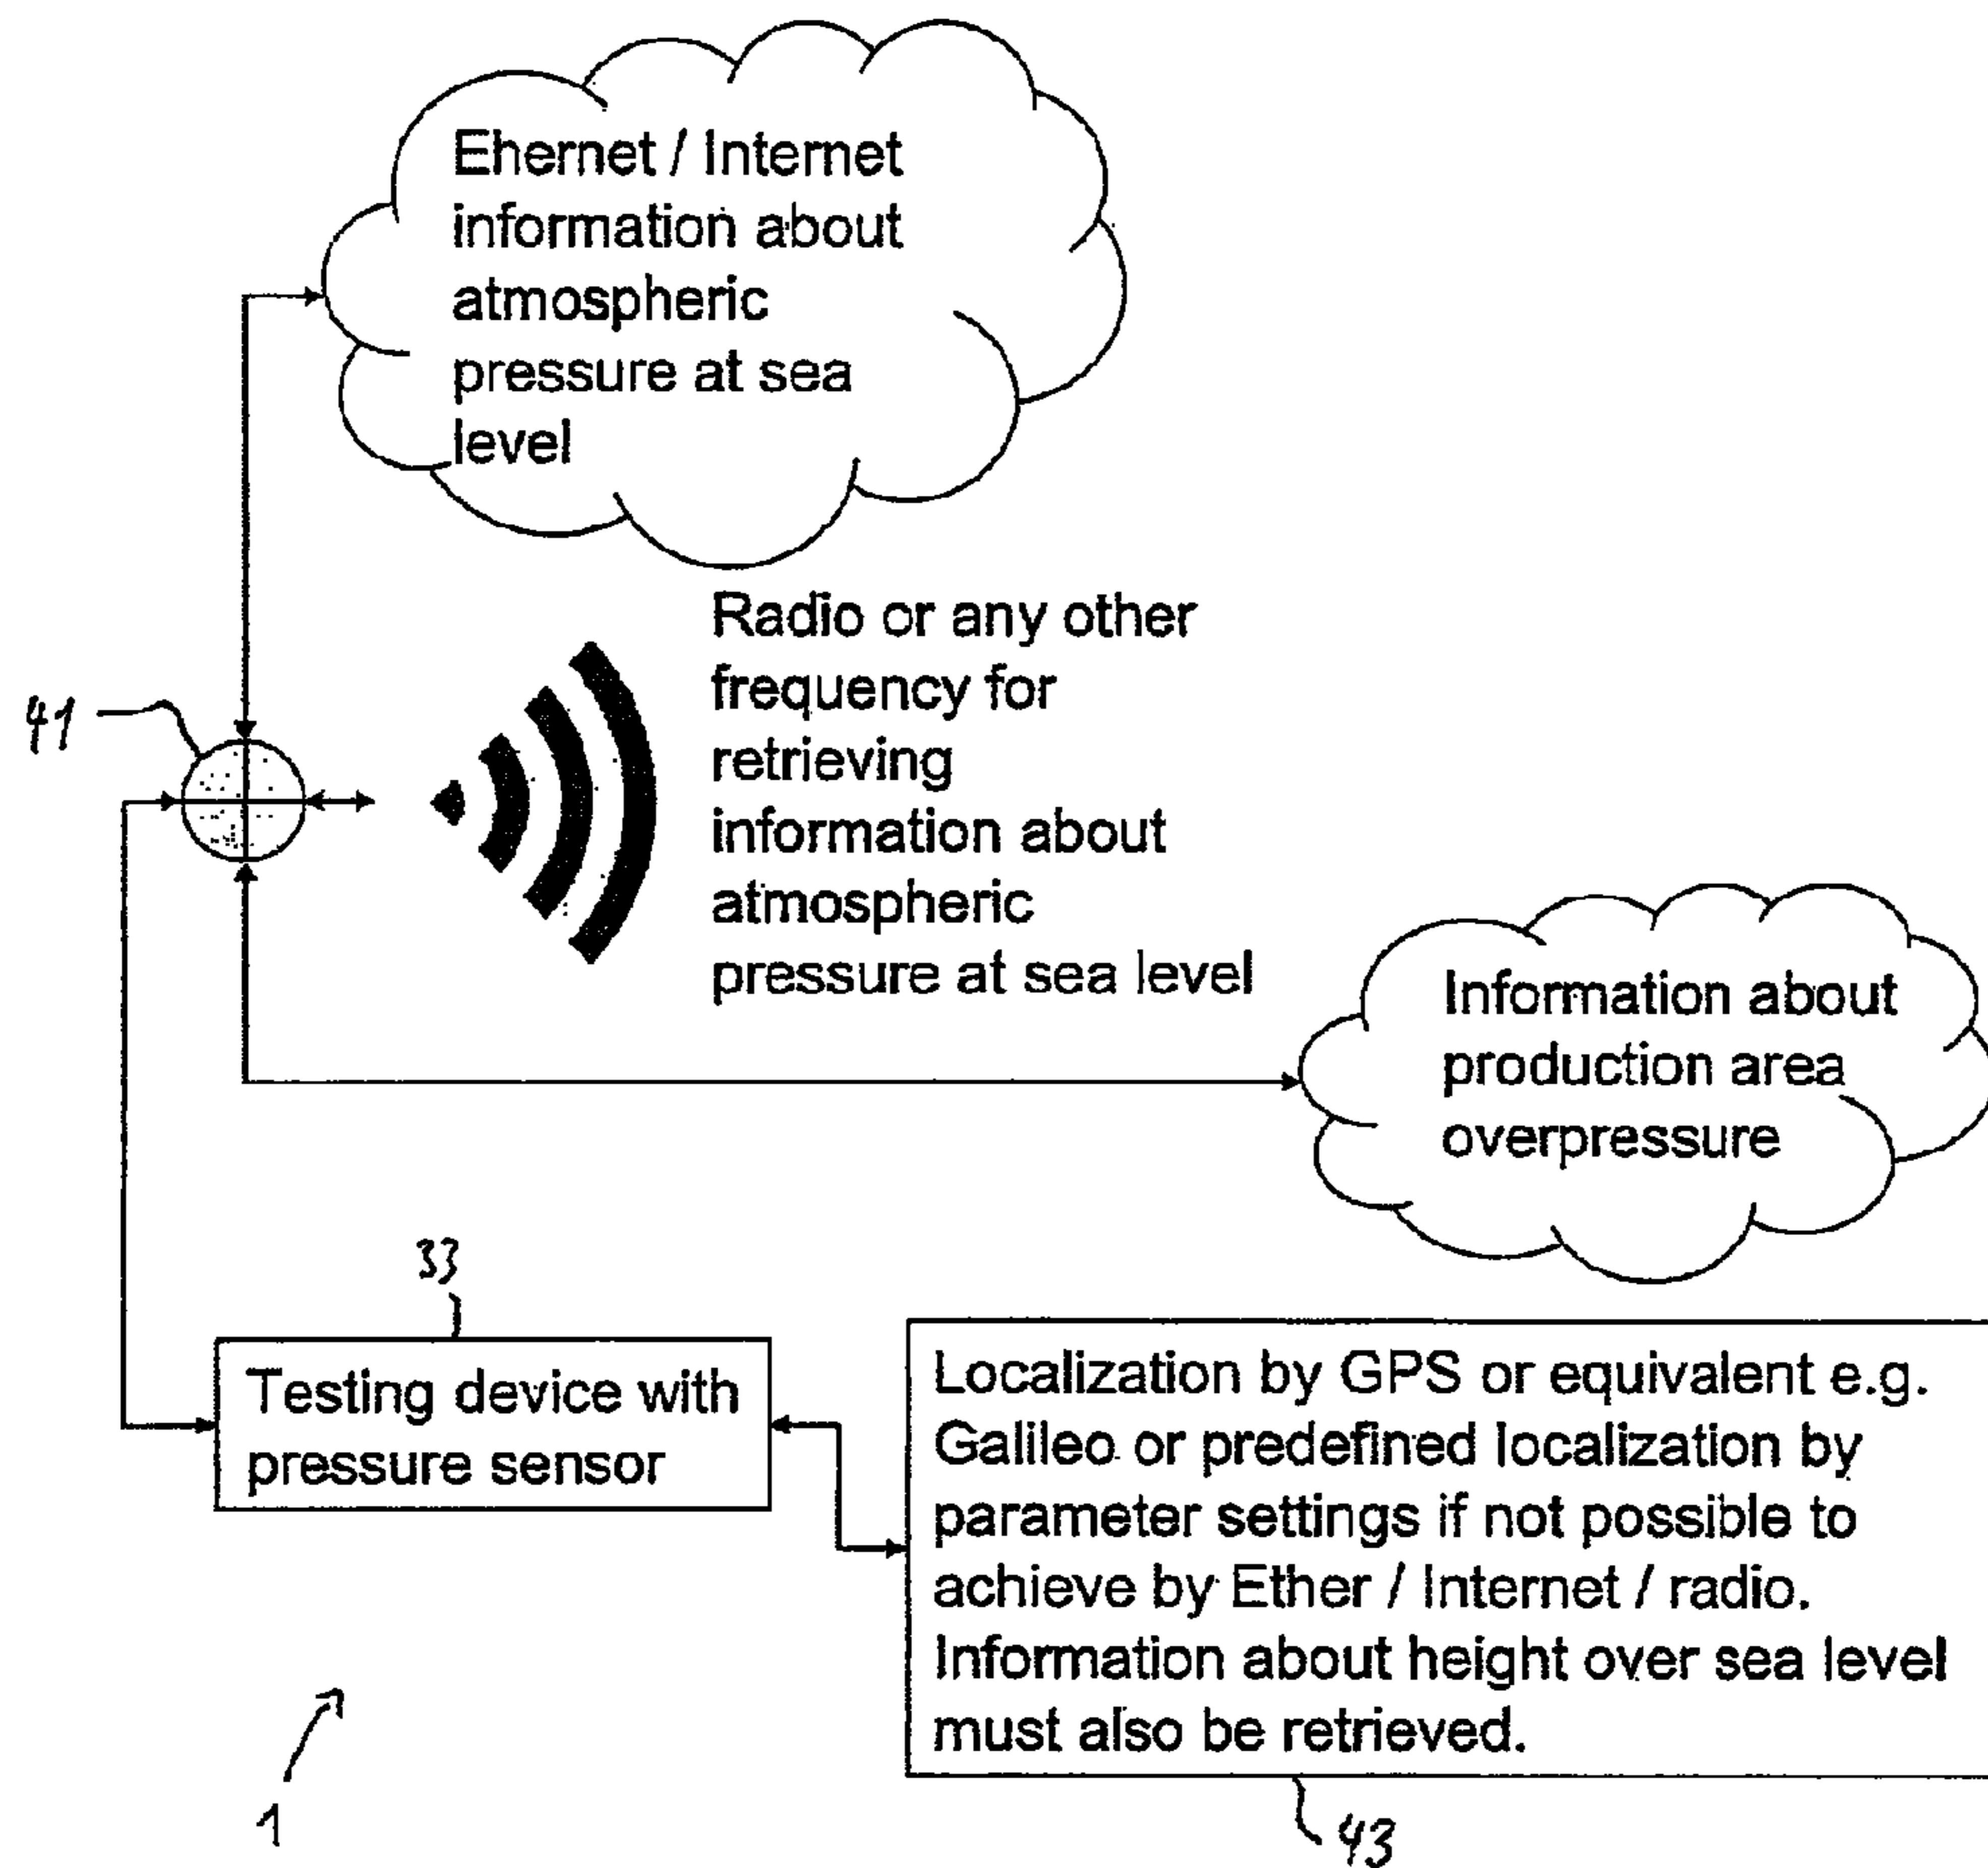 Ehernet / Internet
information about
atmospheric
pressure at sea
level
Radio or any other
frequency for
retrieving
information about
atmospheric
pressure at sea level
41
Information about
production area
overpressure
33
Testing device with
pressure sensor
Localization by GPS or equivalent e.g.
Galileo or predefined localization by
parameter settings if not possible to
achieve by Ether / Internet / radio.
Information about height over sea level
must also be retrieved.
1
43